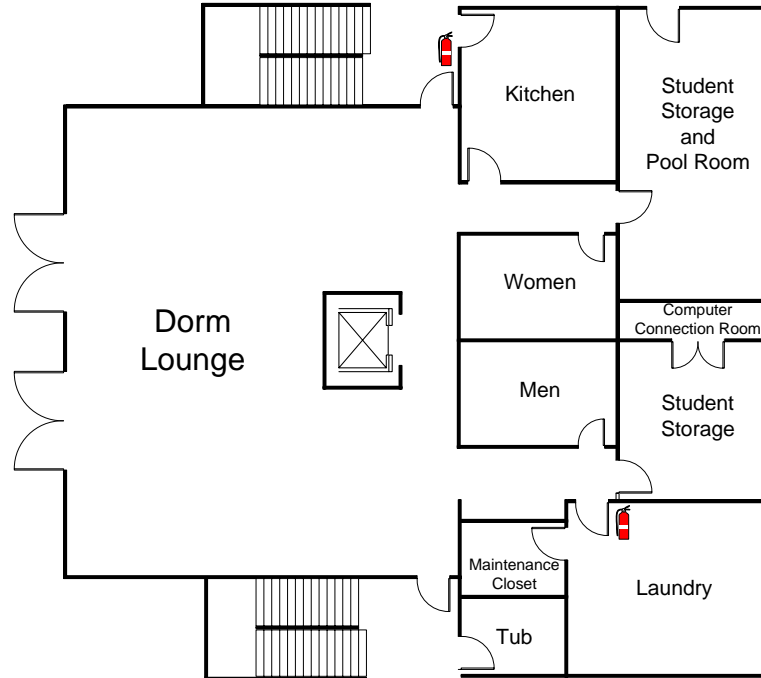 Kitchen
Student
Storage
and
Pool Room
Women
Computer
Connection Room
Dorm
Lounge
Men
Student
Storage
Maintenance
Closet
Laundry
Tub